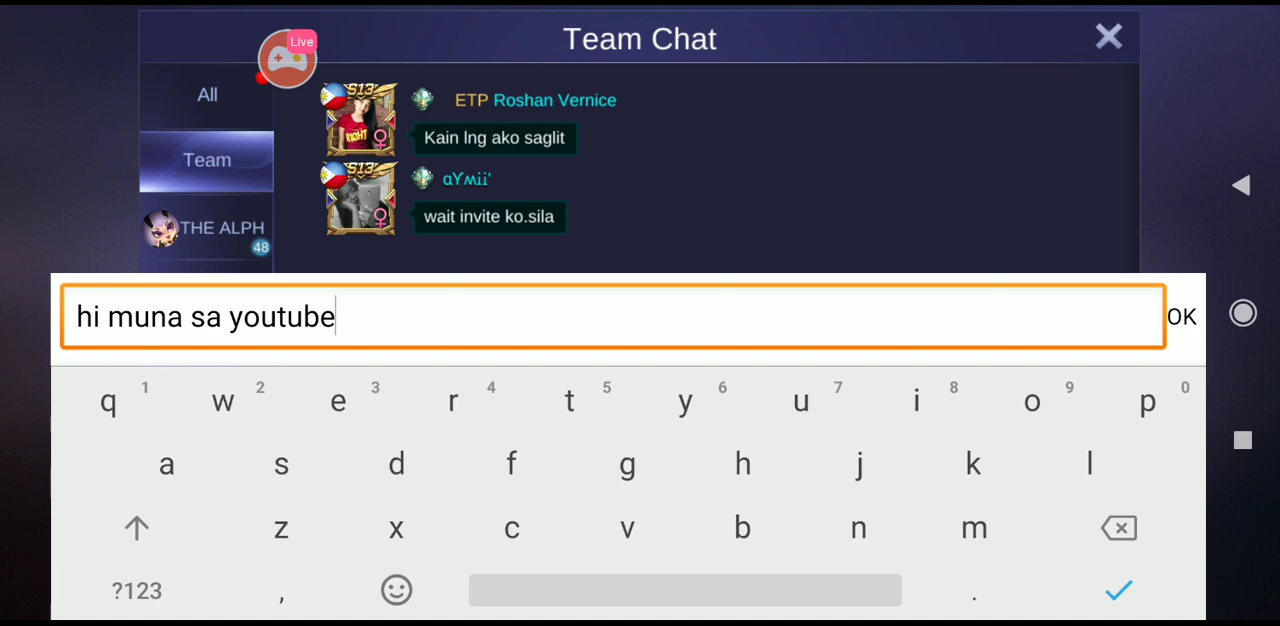 Team Chat
Live
All
Team
THE ALPH
48
S13
ETP Roshan Vernice
RIGHT
Kain lng ako saglit
S13
αYмii'
wait invite ko.sila
hi muna sa youtube
OK
q 1 w 2 e 3 r 4 t 5 y 6 u 7 i 8 o 9 p 0
a s d f g h j k l
z x c v b n m
?123 , .